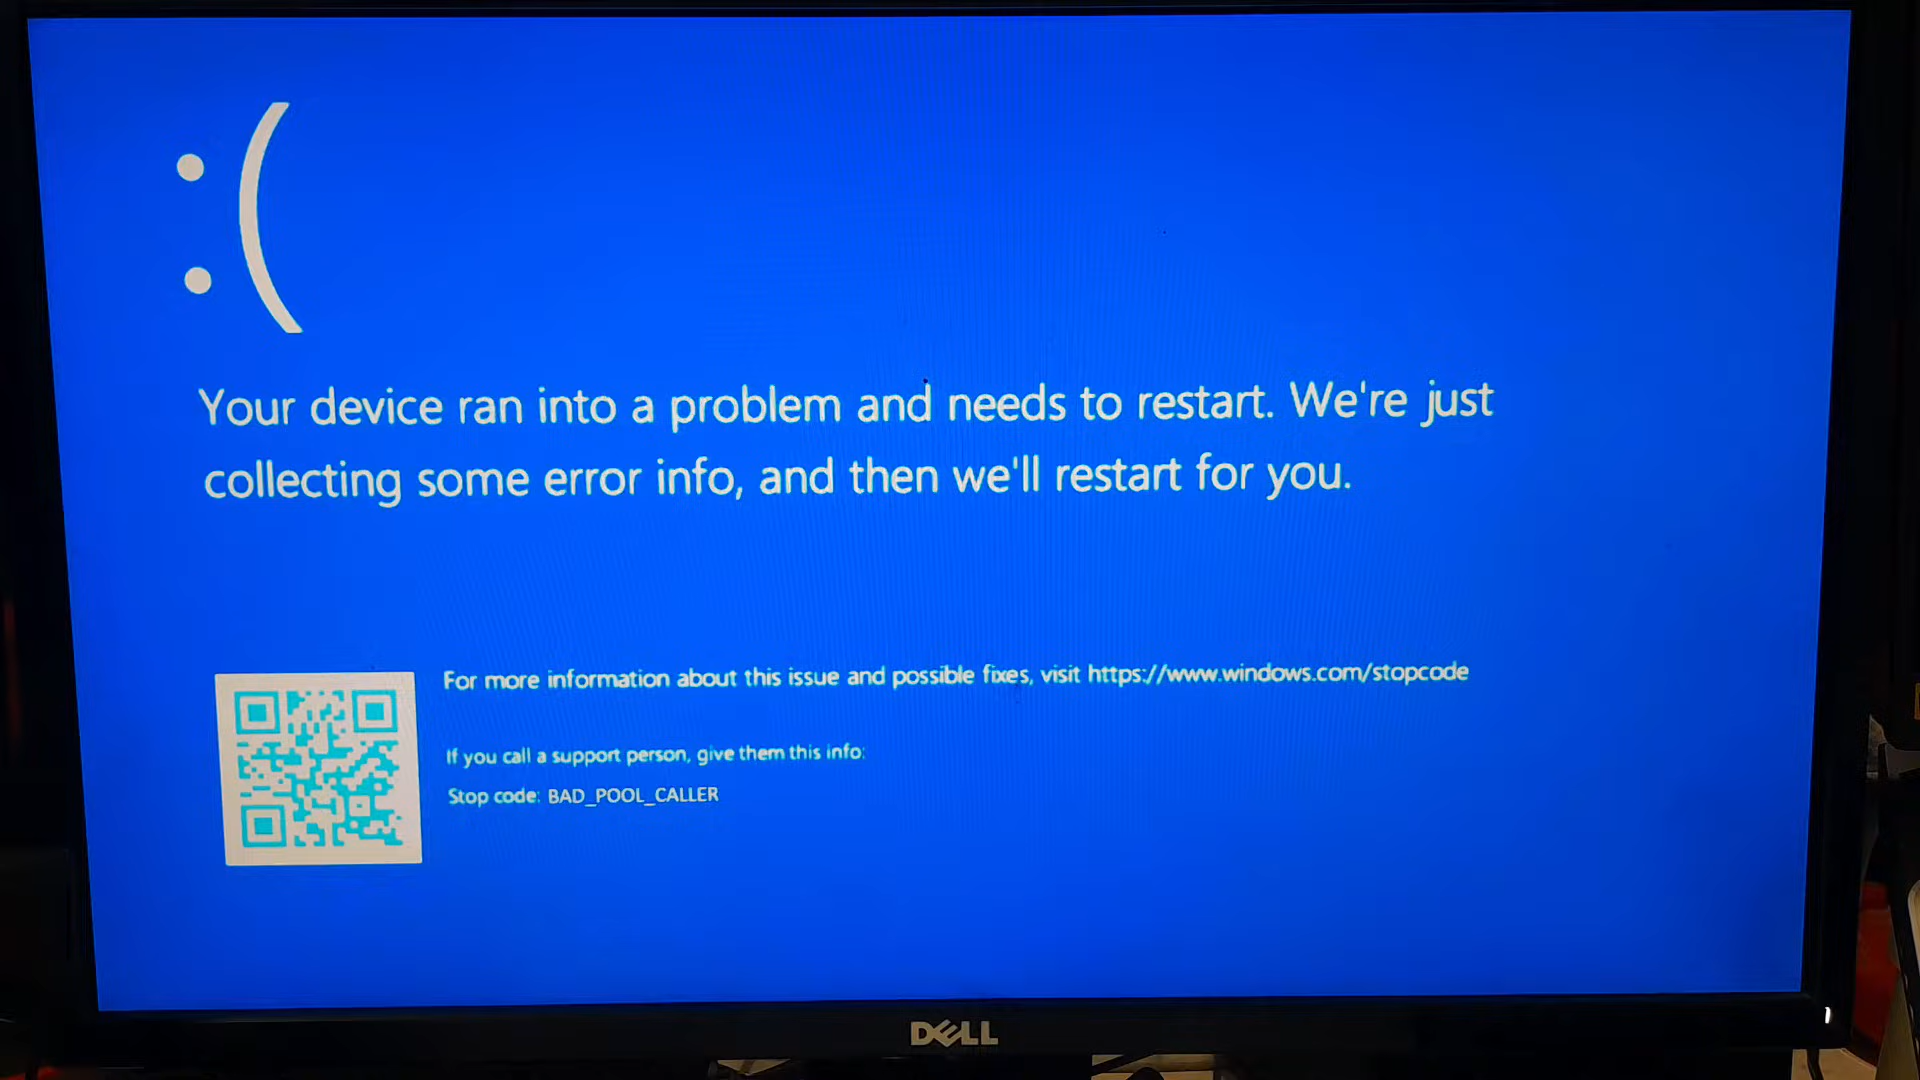 :(
Your device ran into a problem and needs to restart. We're just
collecting some error info, and then we'll restart for you.
For more information about this issue and possible fixes, visit https://www.windows.com/stopcode
If you call a support person, give them this info:
Stop code: BAD_POOL_CALLER
DELL